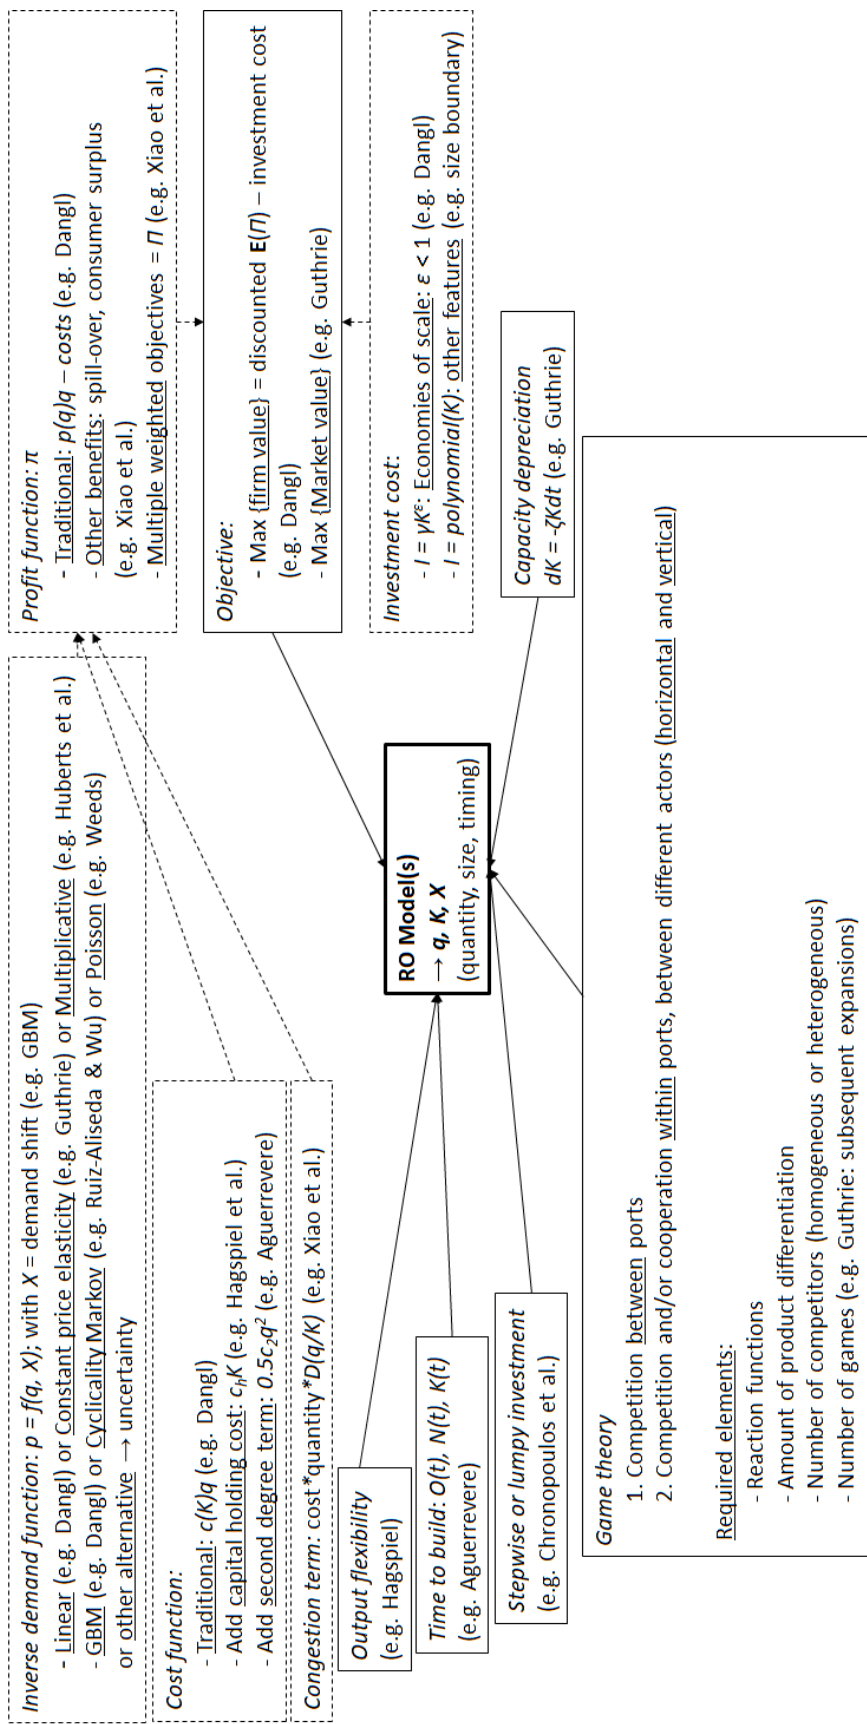 Inverse demand function: p = f(q, X); with X = demand shift (e.g. GBM)
- Linear (e.g. Dangl) or Constant price elasticity (e.g. Guthrie) or Multiplicative (e.g. Huberts et al.)
- GBM (e.g. Dangl) or Cyclicality Markov (e.g. Ruiz-Aliseda & Wu) or Poisson (e.g. Weeds)
or other alternative → uncertainty
Profit function: π
- Traditional: p(q)q – costs (e.g. Dangl)
- Other benefits: spill-over, consumer surplus
(e.g. Xiao et al.)
- Multiple weighted objectives = Π (e.g. Xiao et al.)
Cost function:
- Traditional: c(K)q (e.g. Dangl)
- Add capital holding cost: cₕK (e.g. Hagspiel et al.)
- Add second degree term: 0.5c₂q² (e.g. Aguerrevere)
Congestion term: cost*quantity*D(q/K) (e.g. Xiao et al.)
Objective:
- Max {firm value} = discounted E(Π) – investment cost
(e.g. Dangl)
- Max {Market value} (e.g. Guthrie)
Investment cost:
- I = γKᵋ: Economies of scale: ε < 1 (e.g. Dangl)
- I = polynomial(K): other features (e.g. size boundary)
Output flexibility
(e.g. Hagspiel)
RO Model(s)
→ q, K, X
(quantity, size, timing)
Time to build: O(t), N(t), K(t)
(e.g. Aguerrevere)
Stepwise or lumpy investment
(e.g. Chronopoulos et al.)
Capacity depreciation
dK = -ζKdt (e.g. Guthrie)
Game theory
1. Competition between ports
2. Competition and/or cooperation within ports, between different actors (horizontal and vertical)
Required elements:
- Reaction functions
- Amount of product differentiation
- Number of competitors (homogeneous or heterogeneous)
- Number of games (e.g. Guthrie: subsequent expansions)